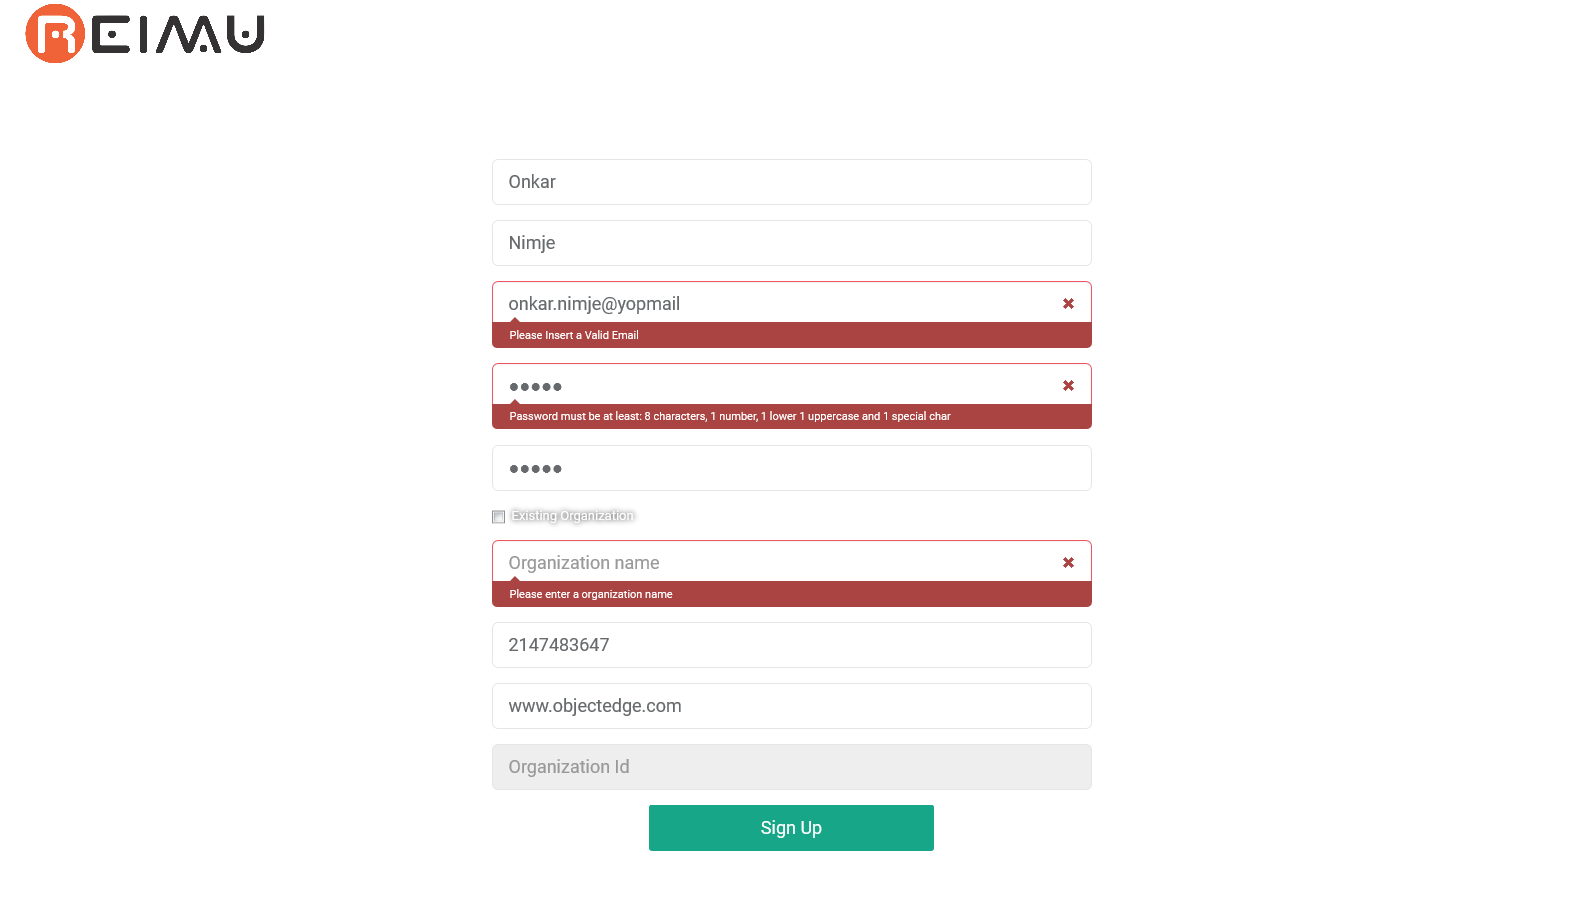 REIMU
Onkar
Nimje
onkar.nimje@yopmail
Please Insert a Valid Email
●●●●●
Password must be at least: 8 characters, 1 number, 1 lower 1 uppercase and 1 special char
●●●●●
Existing Organization
Organization name
Please enter a organization name
2147483647
www.objectedge.com
Organization Id
Sign Up